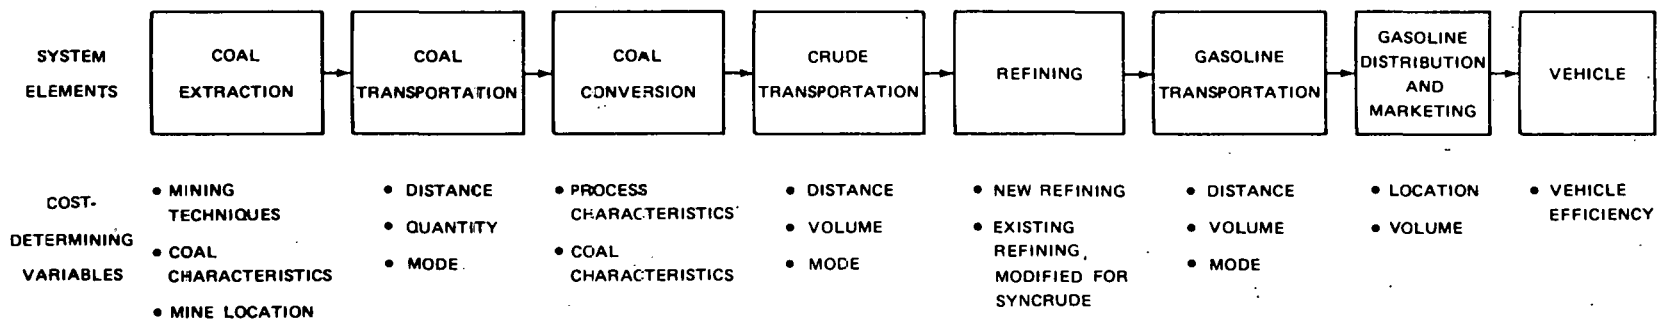 SYSTEM
ELEMENTS
COAL
EXTRACTION
COAL
TRANSPORTATION
COAL
CONVERSION
CRUDE
TRANSPORTATION
REFINING
GASOLINE
TRANSPORTATION
GASOLINE
DISTRIBUTION
AND
MARKETING
VEHICLE
COST-
DETERMINING
VARIABLES
• MINING
TECHNIQUES
• COAL
CHARACTERISTICS
• MINE LOCATION
• DISTANCE
• QUANTITY
• MODE
• PROCESS
CHARACTERISTICS
• COAL
CHARACTERISTICS
• DISTANCE
• VOLUME
• MODE
• NEW REFINING
• EXISTING
REFINING,
MODIFIED FOR
SYNCRUDE
• DISTANCE
• VOLUME
• MODE
• LOCATION
• VOLUME
• VEHICLE
EFFICIENCY